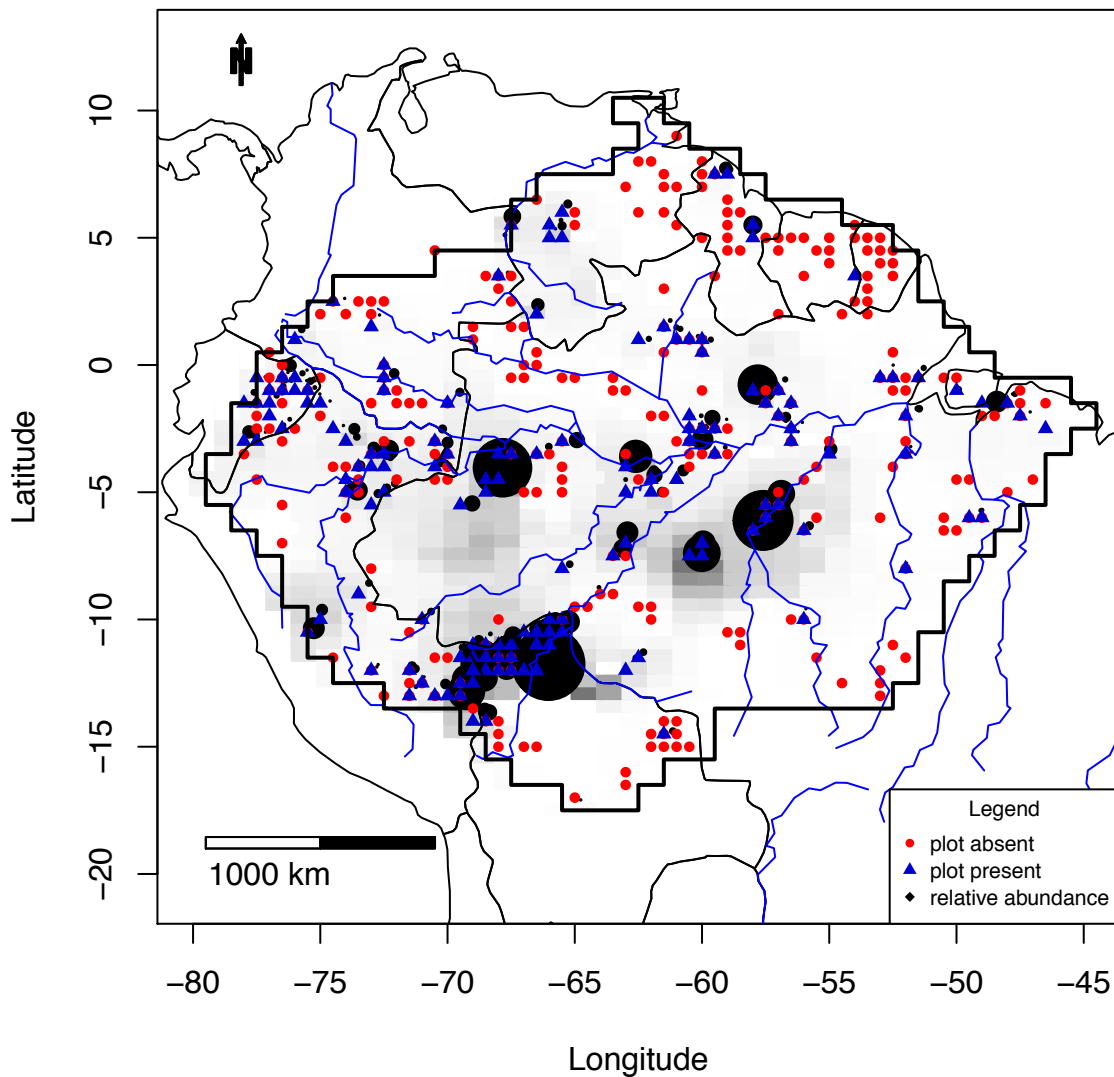 N
Latitude
10
5
0
−5
−10
−15
−20
1000 km
Legend
plot absent
plot present
relative abundance
−80 −75 −70 −65 −60 −55 −50 −45
Longitude